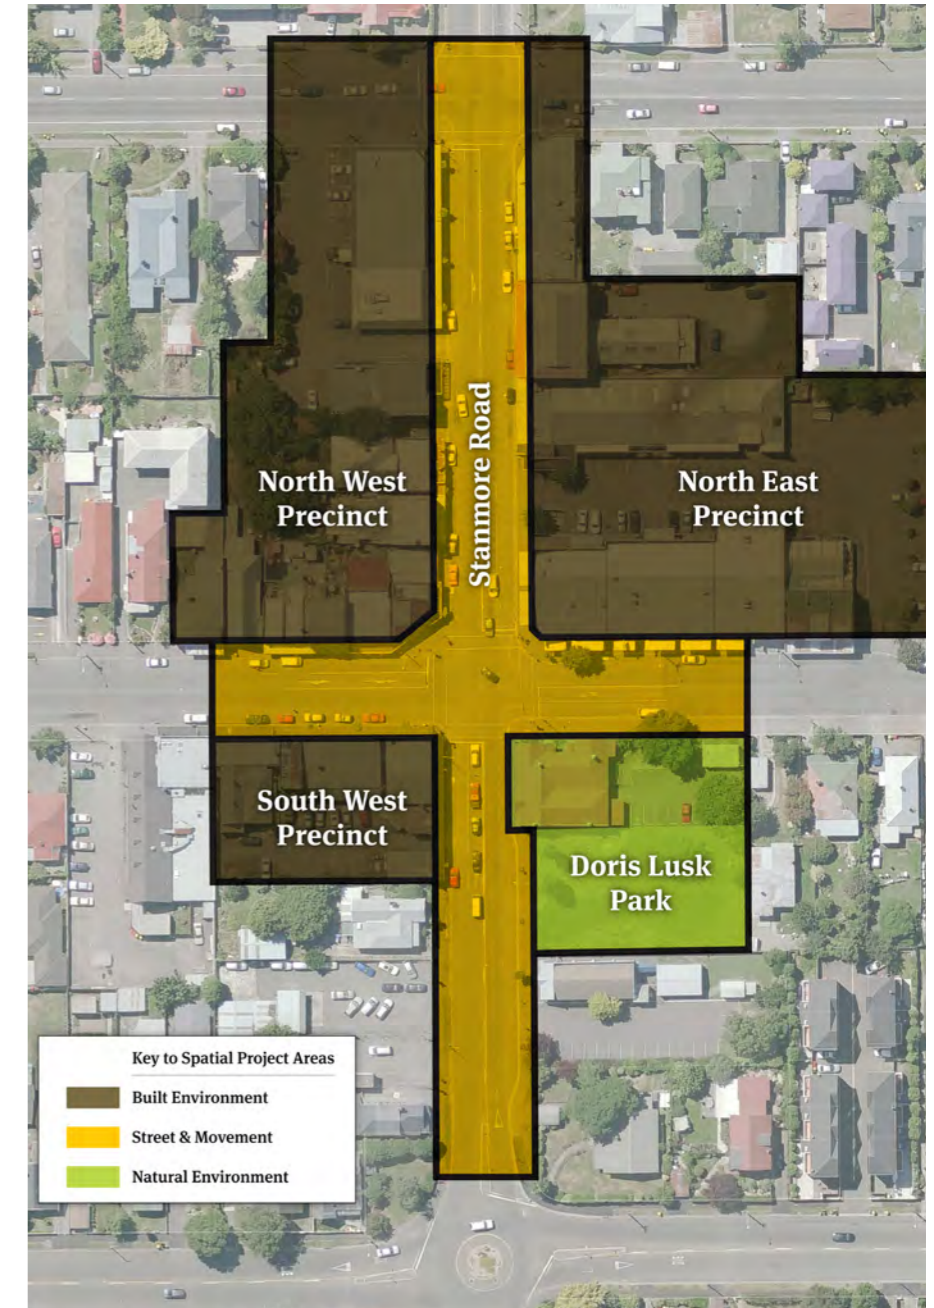 Stanmore Road
North West
Precinct
North East
Precinct
South West
Precinct
Doris Lusk
Park
Key to Spatial Project Areas
Built Environment
Street & Movement
Natural Environment